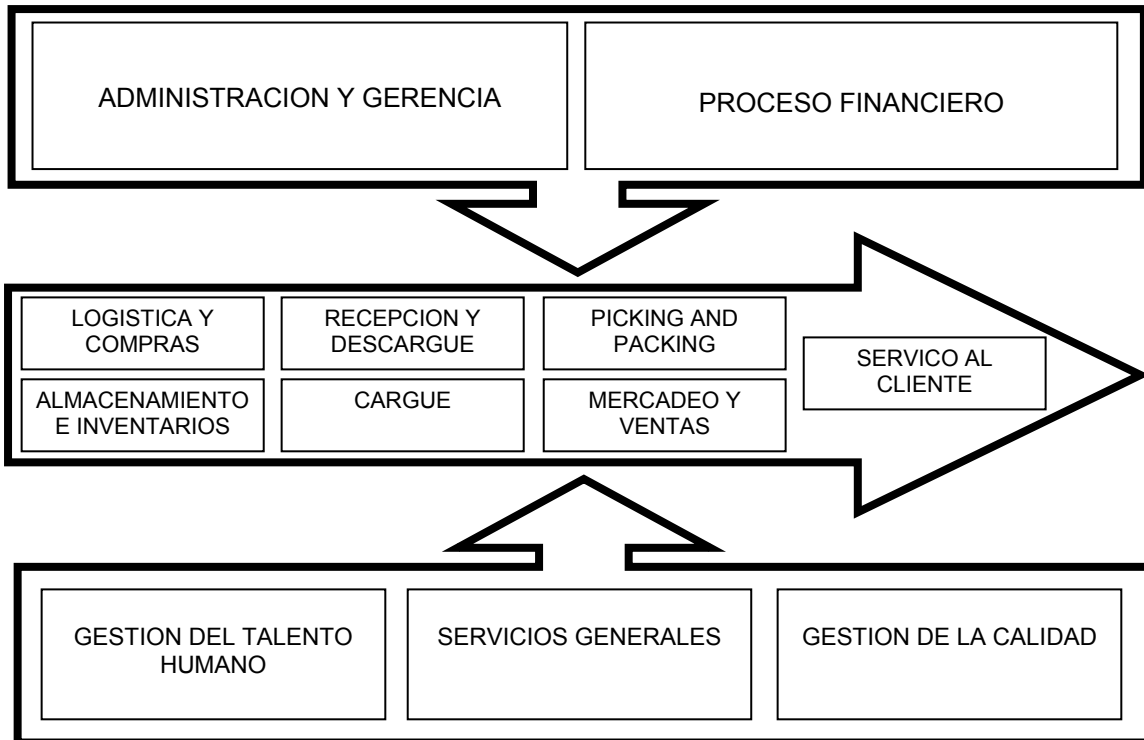 ADMINISTRACION Y GERENCIA
PROCESO FINANCIERO
LOGISTICA Y
COMPRAS
RECEPCION Y
DESCARGUE
PICKING AND
PACKING
SERVICO AL
CLIENTE
ALMACENAMIENTO
E INVENTARIOS
CARGUE
MERCADEO Y
VENTAS
GESTION DEL TALENTO
HUMANO
SERVICIOS GENERALES
GESTION DE LA CALIDAD